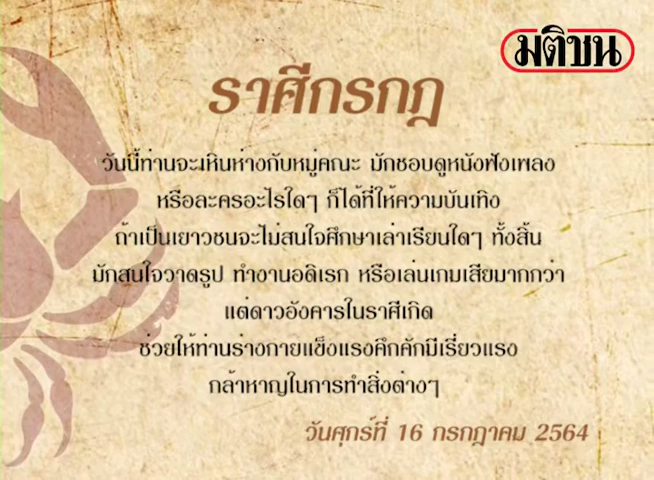 มติชน
ราศีกรกฎ
วันนี้ท่านจะเหินห่างกับหมู่คณะ มักชอบดูหนังฟังเพลง
หรือละครอะไรใดๆ ก็ได้ที่ให้ความบันเทิง
ถ้าเป็นเยาวชนจะไม่สนใจศึกษาเล่าเรียนใดๆ ทั้งสิ้น
มักสนใจวาดรูป ทำงานอดิเรก หรือเล่นเกมเสียมากกว่า
แต่ดาวอังคารในราศีเกิด
ช่วยให้ท่านร่างกายแข็งแรงคึกคักมีเรี่ยวแรง
กล้าหาญในการทำสิ่งต่างๆ
วันศุกร์ที่ 16 กรกฎาคม 2564